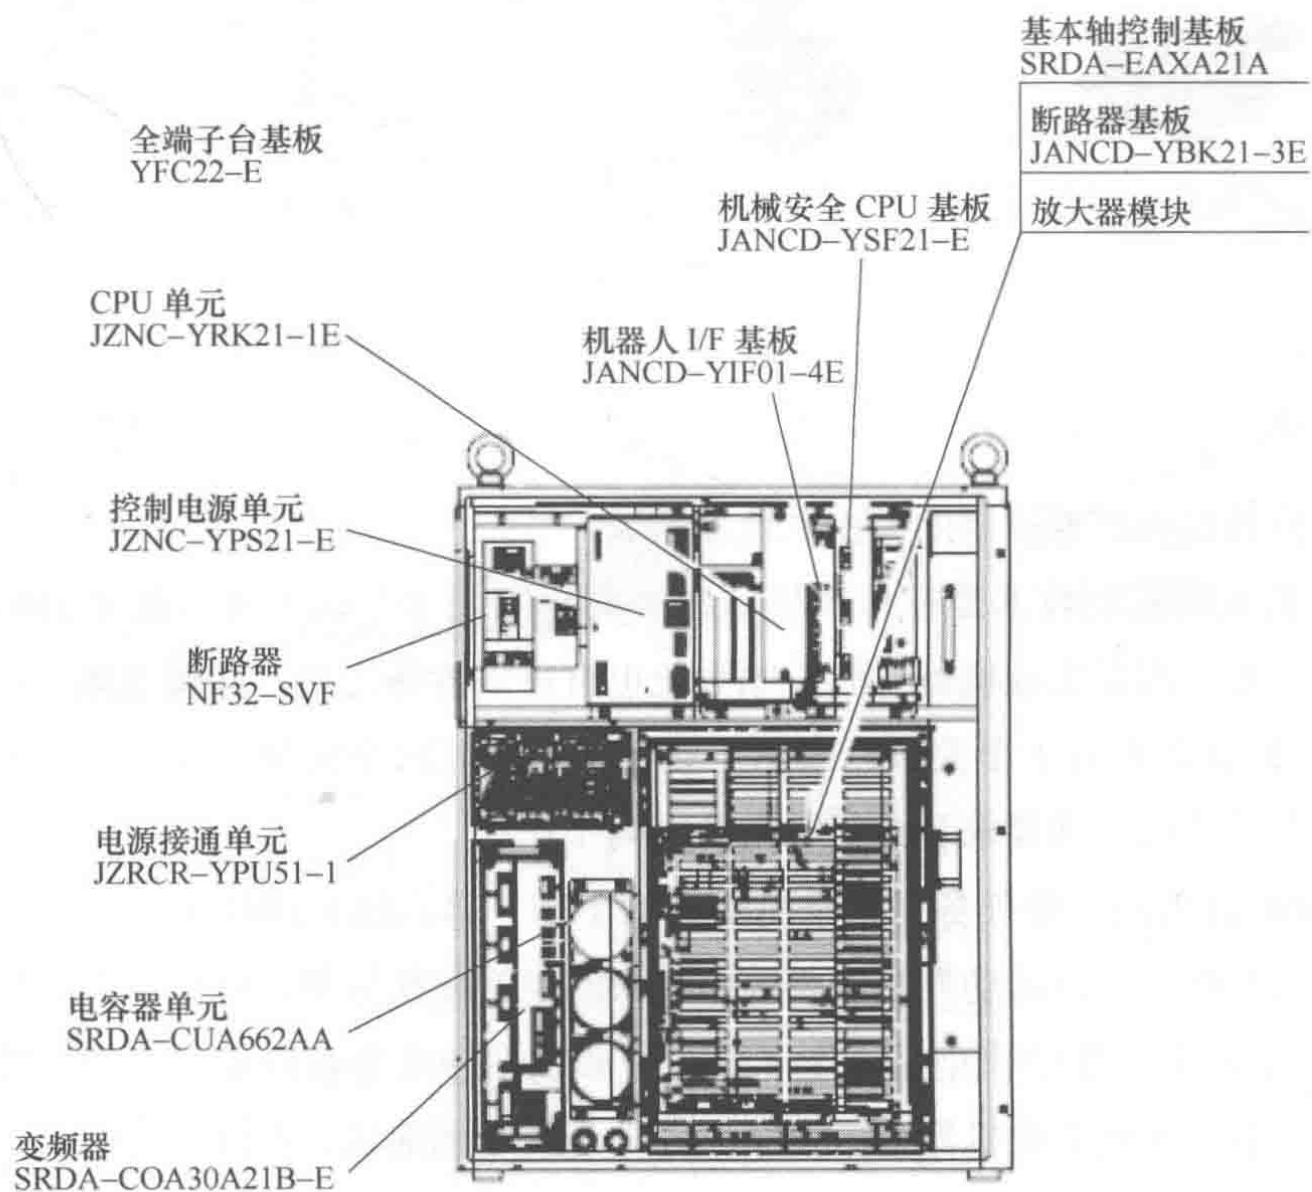 基本轴控制基板
SRDA-EAXA21A
断路器基板
JANCD-YBK21-3E
放大器模块
全端子台基板
YFC22-E
机械安全 CPU 基板
JANCD-YSF21-E
CPU 单元
JZNC-YRK21-1E
机器人 I/F 基板
JANCD-YIF01-4E
控制电源单元
JZNC-YPS21-E
断路器
NF32-SVF
电源接通单元
JZRCR-YPU51-1
电容器单元
SRDA-CUA662AA
变频器
SRDA-COA30A21B-E